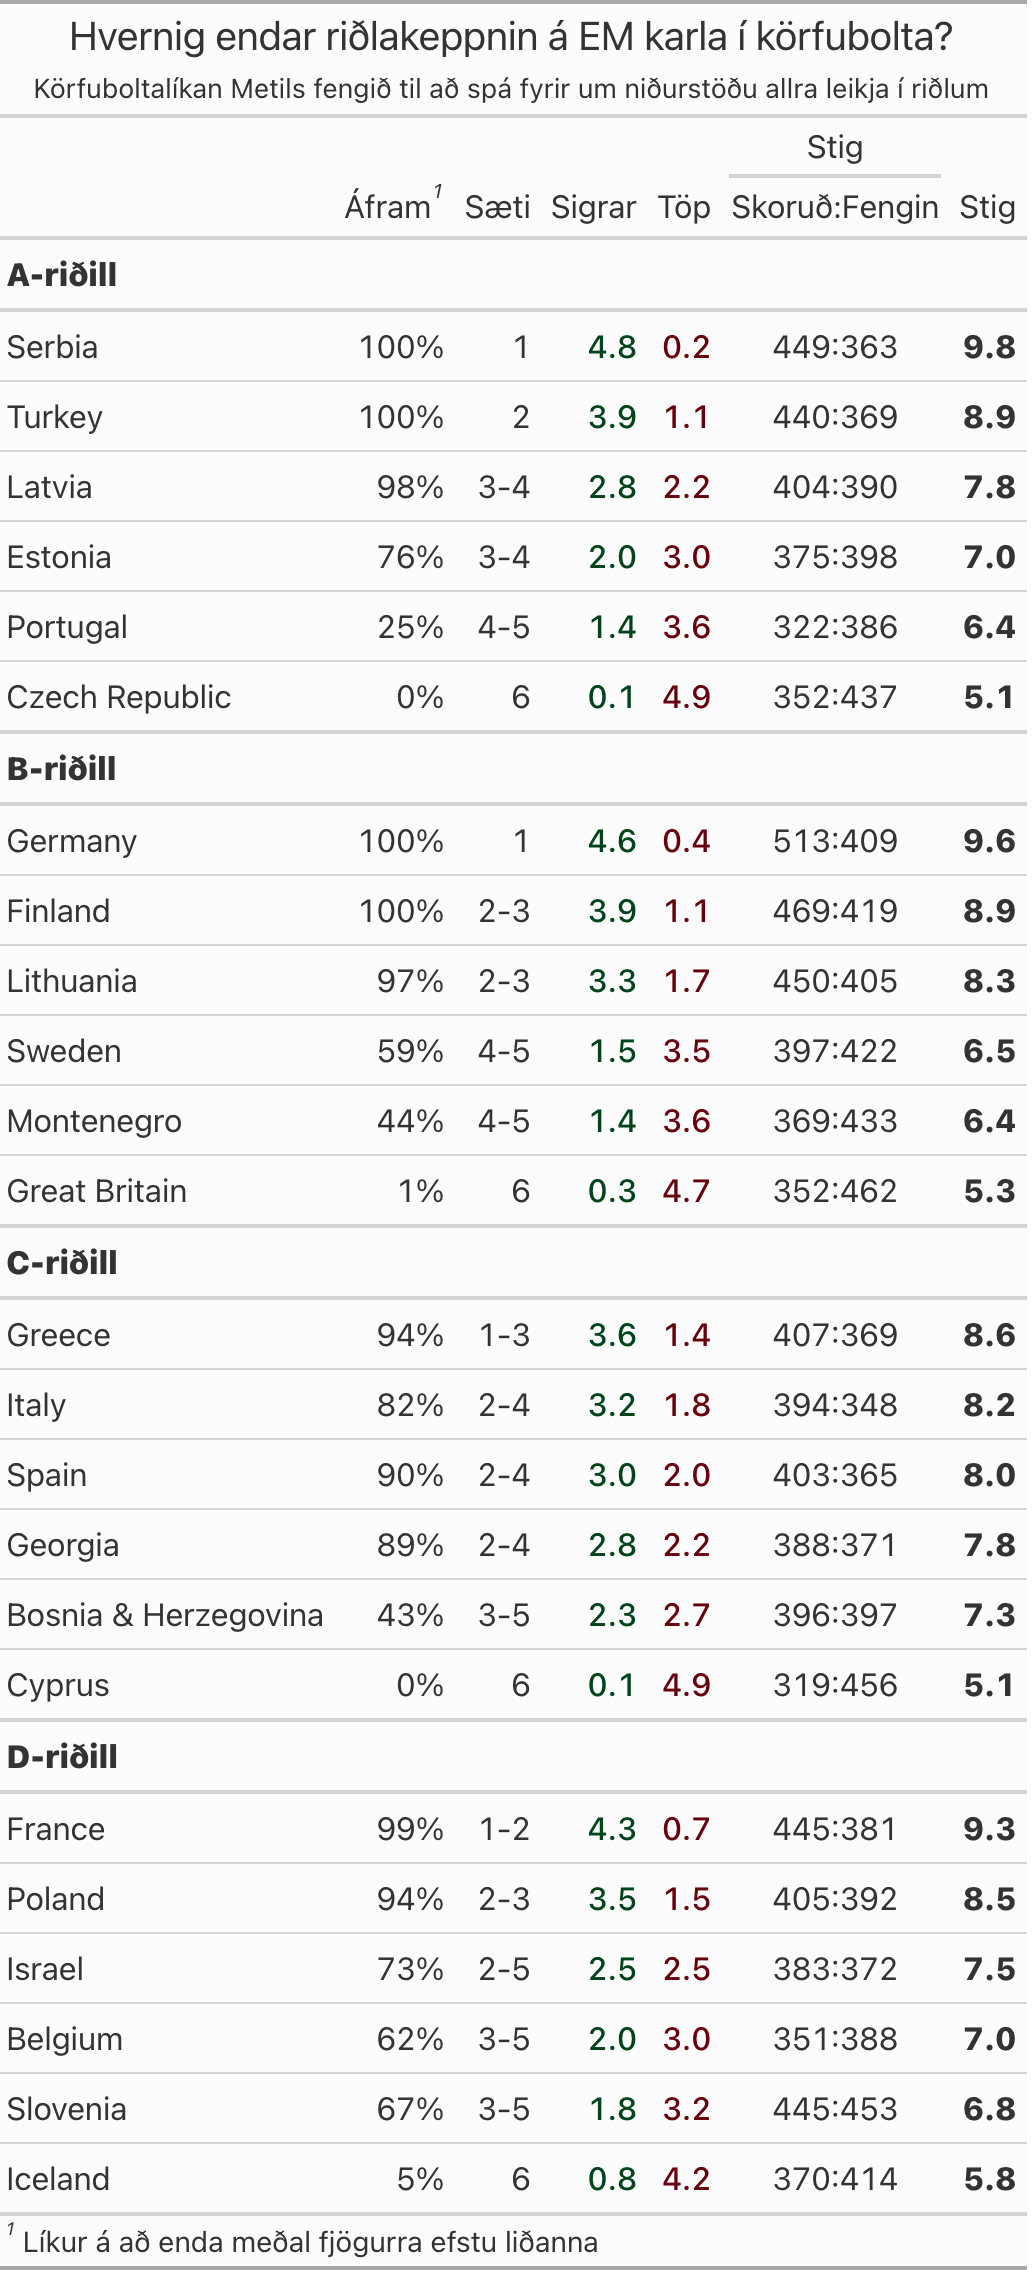 Hvernig endar riðlakeppnin á EM karla í körfubolta?
Körfuboltalíkan Metils fengið til að spá fyrir um niðurstöðu allra leikja í riðlum
Stig
Áfram1 Sæti Sigrar Töp Skoruð:Fengin Stig
A-riðill
Serbia 100% 1 4.8 0.2 449:363 9.8
Turkey 100% 2 3.9 1.1 440:369 8.9
Latvia 98% 3-4 2.8 2.2 404:390 7.8
Estonia 76% 3-4 2.0 3.0 375:398 7.0
Portugal 25% 4-5 1.4 3.6 322:386 6.4
Czech Republic 0% 6 0.1 4.9 352:437 5.1
B-riðill
Germany 100% 1 4.6 0.4 513:409 9.6
Finland 100% 2-3 3.9 1.1 469:419 8.9
Lithuania 97% 2-3 3.3 1.7 450:405 8.3
Sweden 59% 4-5 1.5 3.5 397:422 6.5
Montenegro 44% 4-5 1.4 3.6 369:433 6.4
Great Britain 1% 6 0.3 4.7 352:462 5.3
C-riðill
Greece 94% 1-3 3.6 1.4 407:369 8.6
Italy 82% 2-4 3.2 1.8 394:348 8.2
Spain 90% 2-4 3.0 2.0 403:365 8.0
Georgia 89% 2-4 2.8 2.2 388:371 7.8
Bosnia & Herzegovina 43% 3-5 2.3 2.7 396:397 7.3
Cyprus 0% 6 0.1 4.9 319:456 5.1
D-riðill
France 99% 1-2 4.3 0.7 445:381 9.3
Poland 94% 2-3 3.5 1.5 405:392 8.5
Israel 73% 2-5 2.5 2.5 383:372 7.5
Belgium 62% 3-5 2.0 3.0 351:388 7.0
Slovenia 67% 3-5 1.8 3.2 445:453 6.8
Iceland 5% 6 0.8 4.2 370:414 5.8
1 Líkur á að enda meðal fjögurra efstu liðanna